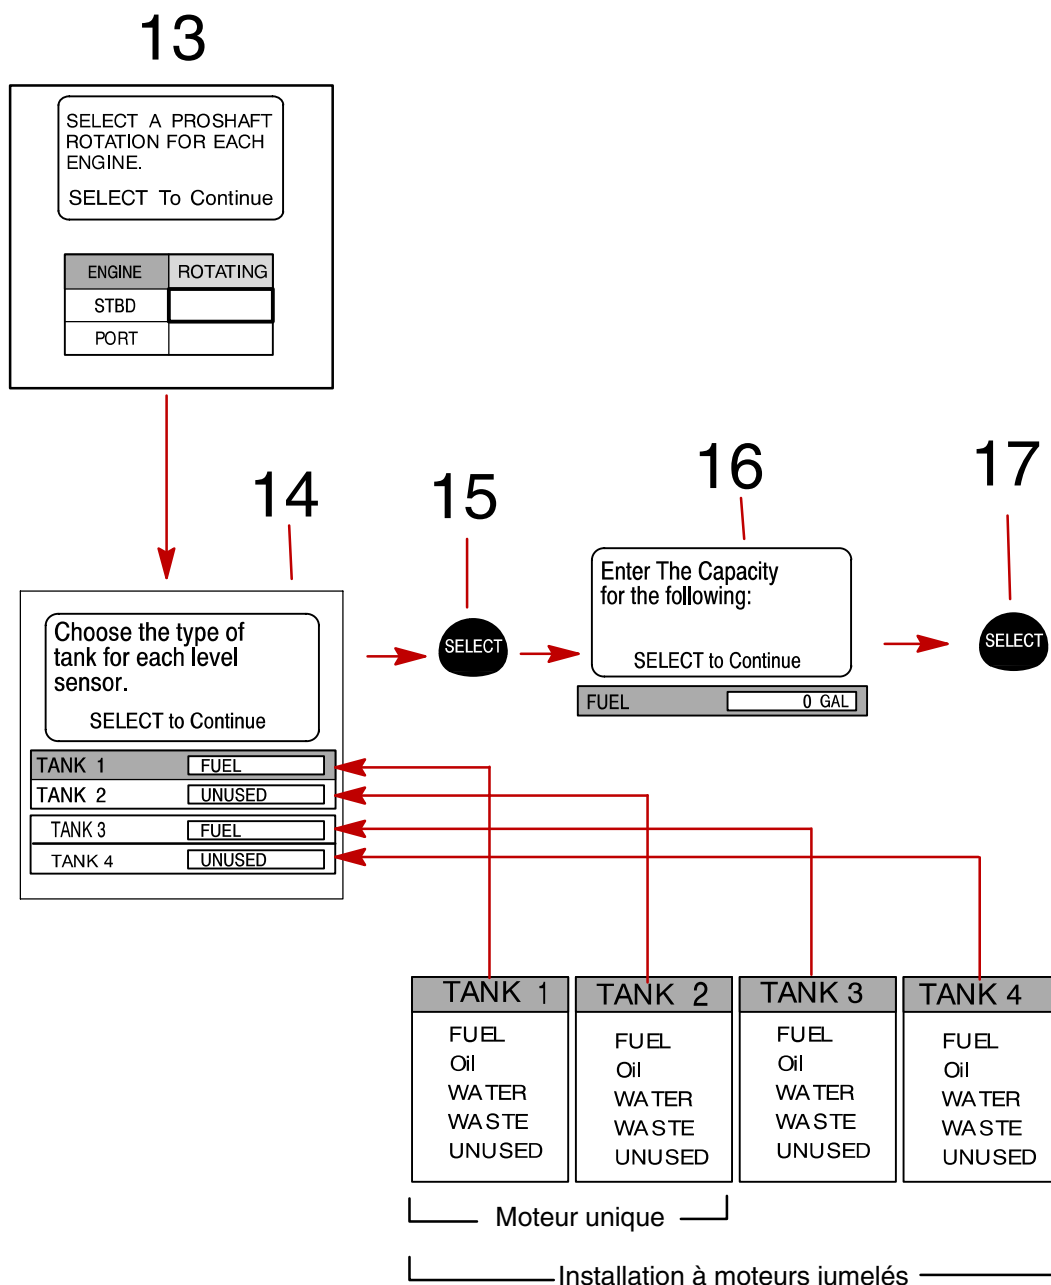 13
SELECT A PROSHAFT
ROTATION FOR EACH
ENGINE.
SELECT To Continue
ENGINE ROTATING
STBD
PORT
14
15
16
17
Choose the type of
tank for each level
sensor.
SELECT to Continue
SELECT
Enter The Capacity
for the following:
SELECT to Continue
SELECT
FUEL 0 GAL
TANK 1 FUEL
TANK 2 UNUSED
TANK 3 FUEL
TANK 4 UNUSED
TANK 1
FUEL
Oil
WATER
WASTE
UNUSED
TANK 2
FUEL
Oil
WATER
WASTE
UNUSED
TANK 3
FUEL
Oil
WATER
WASTE
UNUSED
TANK 4
FUEL
Oil
WATER
WASTE
UNUSED
Moteur unique
Installation à moteurs jumelés